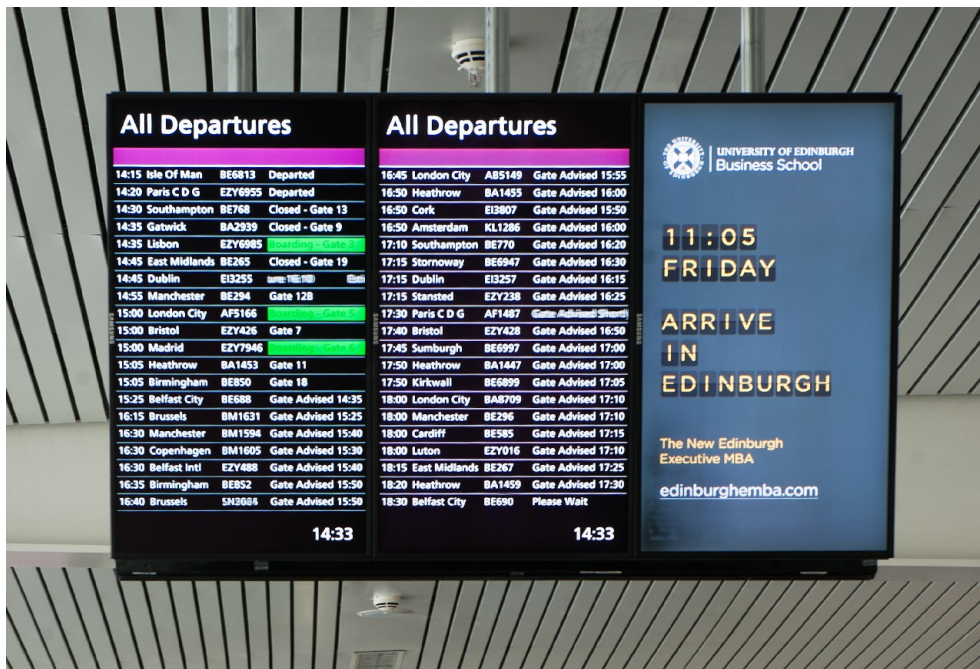 All Departures
14:15 Isle Of Man BE6813 Departed
14:20 Paris C D G EZY6955 Departed
14:30 Southampton BE768 Closed - Gate 13
14:35 Gatwick BA2939 Closed - Gate 9
14:35 Lisbon EZY6985 Boarding - Gate 3
14:45 East Midlands BE265 Closed - Gate 19
14:45 Dublin EI3255
14:55 Manchester BE294 Gate 12B
15:00 London City AF5166 Boarding - Gate 5
15:00 Bristol EZY426 Gate 7
15:00 Madrid EZY7946 Boarding - Gate 6
15:05 Heathrow BA1453 Gate 11
15:05 Birmingham BE850 Gate 18
15:25 Belfast City BE688 Gate Advised 14:35
16:15 Brussels BM1631 Gate Advised 15:25
16:30 Manchester BM1594 Gate Advised 15:40
16:30 Copenhagen BM1605 Gate Advised 15:30
16:30 Belfast Intl EZY488 Gate Advised 15:40
16:35 Birmingham BE852 Gate Advised 15:50
16:40 Brussels Gate Advised 15:50
14:33
All Departures
16:45 London City AB5149 Gate Advised 15:55
16:50 Heathrow BA1455 Gate Advised 16:00
16:50 Cork EI3807 Gate Advised 15:50
16:50 Amsterdam KL1286 Gate Advised 16:00
17:10 Southampton BE770 Gate Advised 16:20
17:15 Stornoway BE6947 Gate Advised 16:30
17:15 Dublin EI3257 Gate Advised 16:15
17:15 Stansted EZY238 Gate Advised 16:25
17:30 Paris C D G AF1487 Gate Advised
17:40 Bristol EZY428 Gate Advised 16:50
17:45 Sumburgh BE6997 Gate Advised 17:00
17:50 Heathrow BA1447 Gate Advised 17:00
17:50 Kirkwall BE6899 Gate Advised 17:05
18:00 London City BA8709 Gate Advised 17:10
18:00 Manchester BE296 Gate Advised 17:10
18:00 Cardiff BE585 Gate Advised 17:15
18:00 Luton EZY016 Gate Advised 17:10
18:15 East Midlands BE267 Gate Advised 17:25
18:20 Heathrow BA1459 Gate Advised 17:30
18:30 Belfast City BE690 Please Wait
14:33
SAMSUNG
SAMSUNG
SAMSUNG
UNIVERSITY OF EDINBURGH
Business School
11:05
FRIDAY
ARRIVE
IN
EDINBURGH
The New Edinburgh
Executive MBA
edinburghemba.com